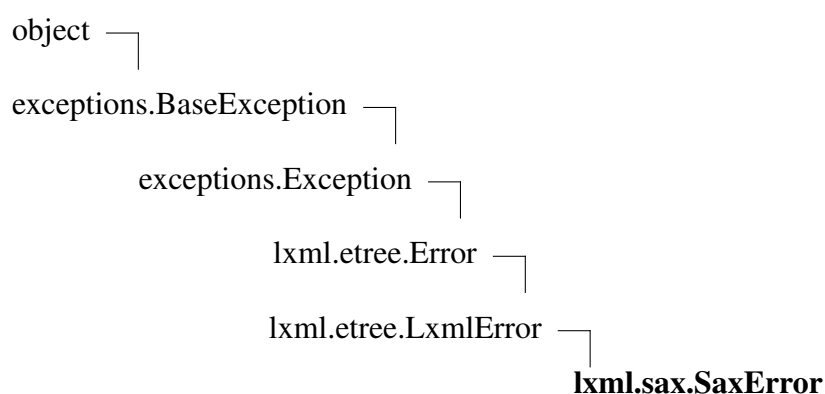 object
exceptions.BaseException
exceptions.Exception
lxml.etree.Error
lxml.etree.LxmlError
lxml.sax.SaxError